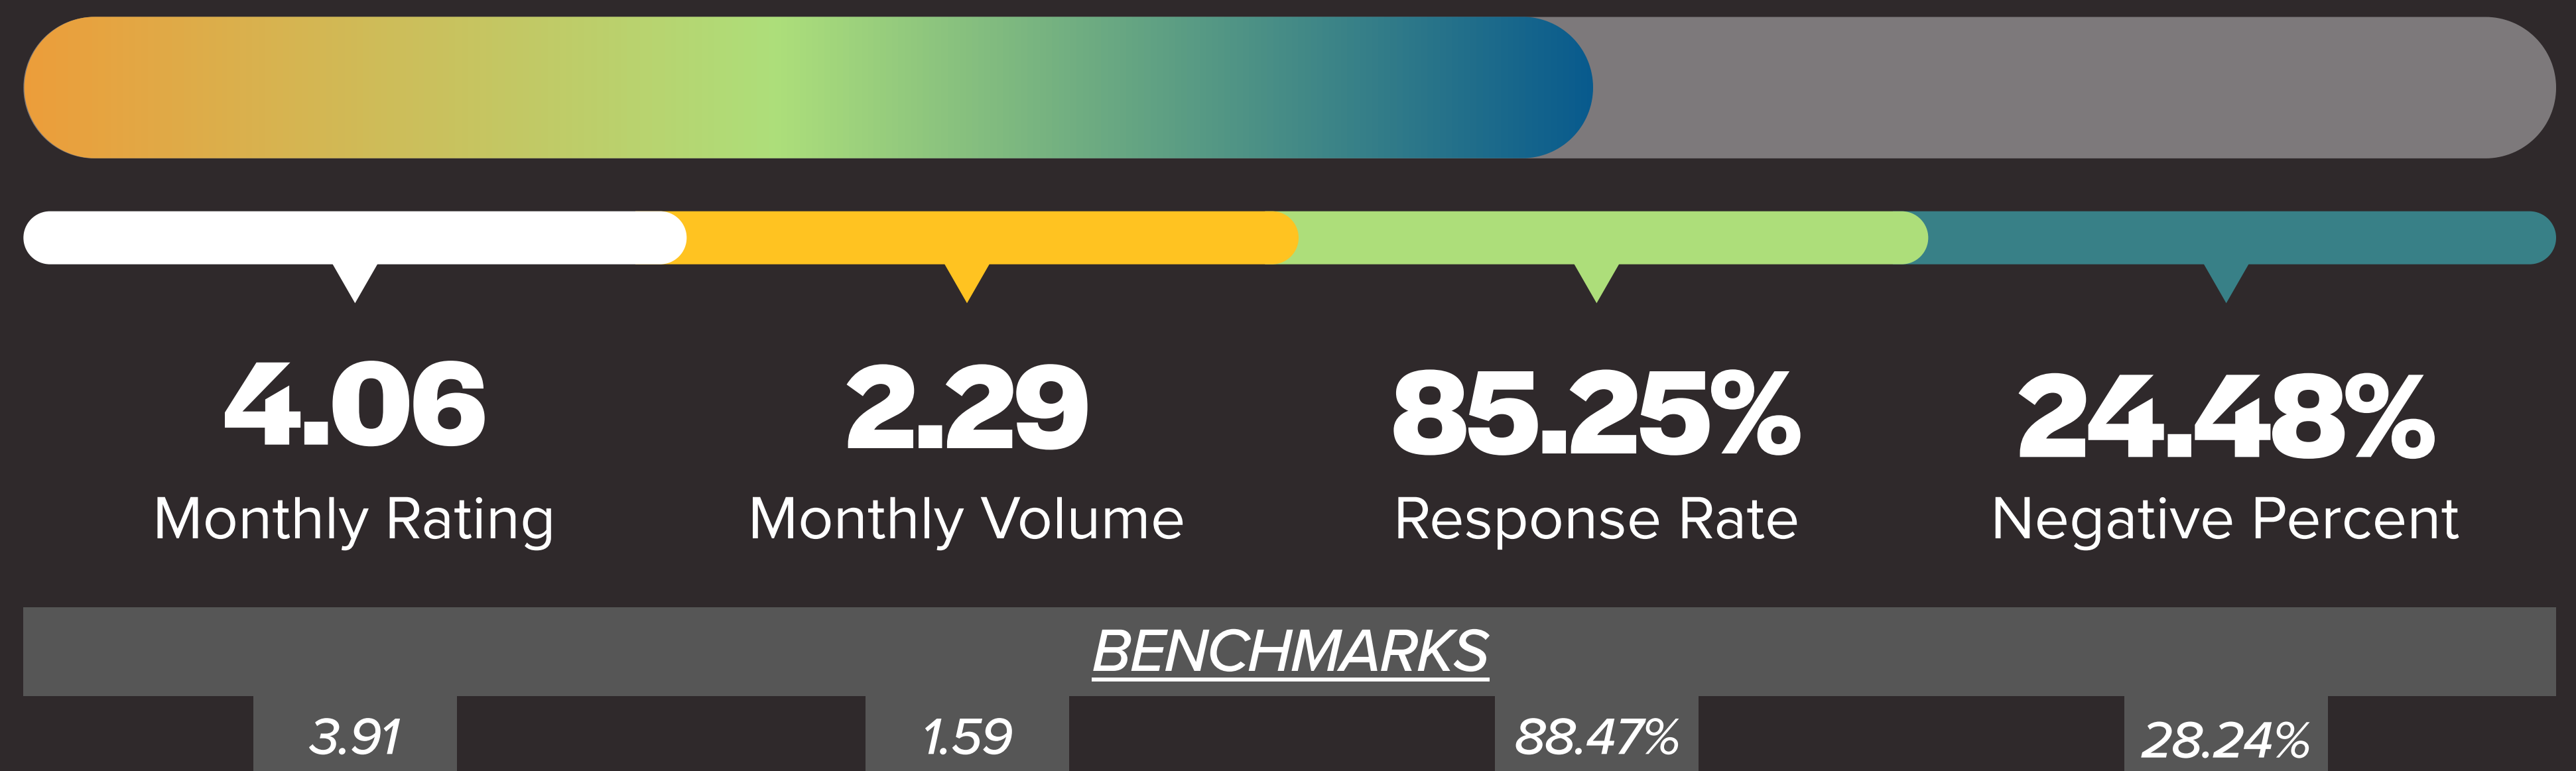 4.06 2.29 85.25% 24.48%
Monthly Rating Monthly Volume Response Rate Negative Percent
BENCHMARKS
3.91 1.59 88.47% 28.24%